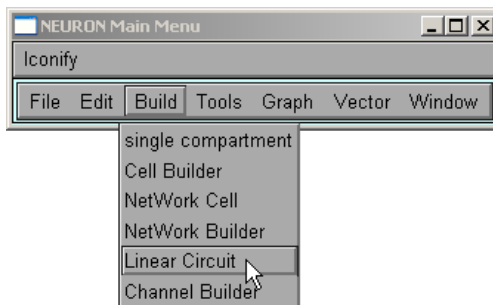 NEURON Main Menu
Iconify
File Edit Build Tools Graph Vector Window
single compartment
Cell Builder
NetWork Cell
NetWork Builder
Linear Circuit
Channel Builder